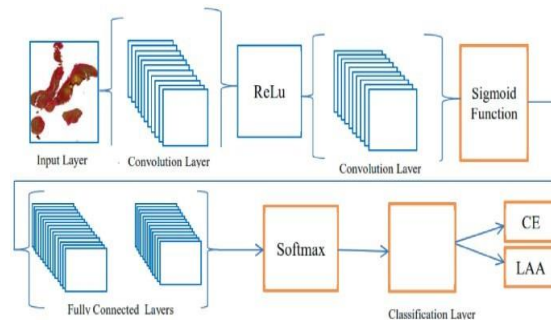 Input Layer
Convolution Layer
ReLu
Convolution Layer
Sigmoid
Function
Fully Connected Layers
Softmax
Classification Layer
CE
LAA